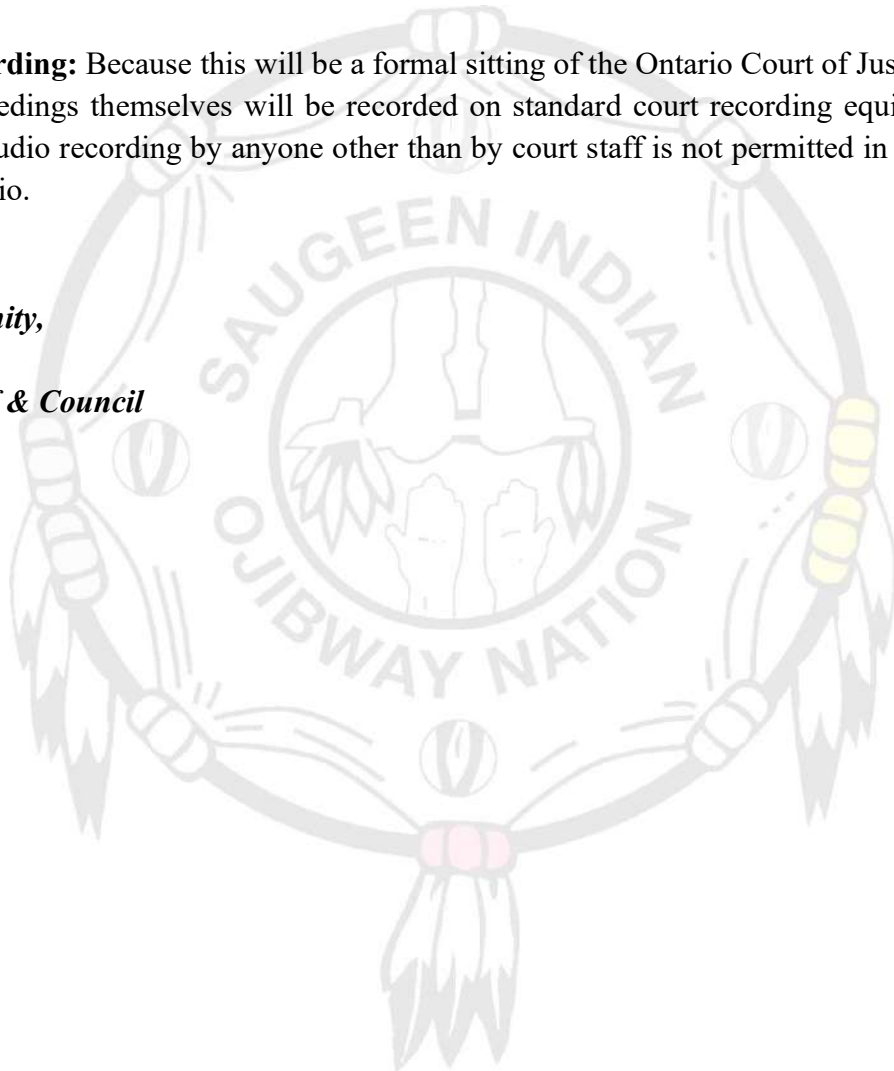 rding: Because this will be a formal sitting of the Ontario Court of Jus
edings themselves will be recorded on standard court recording equi
udio recording by anyone other than by court staff is not permitted in
io.
nity,
f & Council
SAUGEEN INDIAN
OJIBWAY NATION